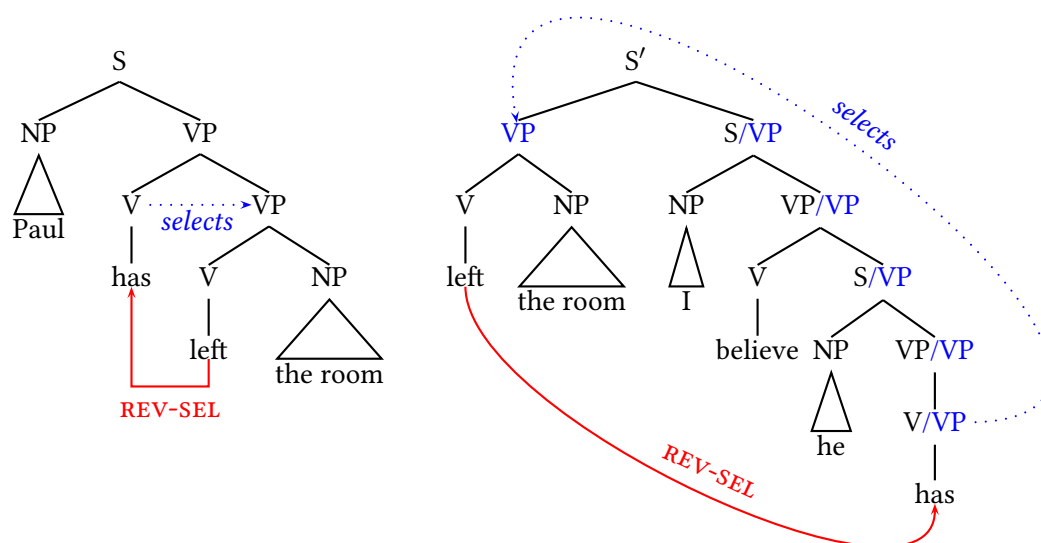 S S′
NP VP VP S/VP
V selects VP V NP NP VP/VP
Paul
has V NP left the room I V S/VP
left the room believe NP VP/VP
REV-SEL
he V/VP
has
selects
REV-SEL